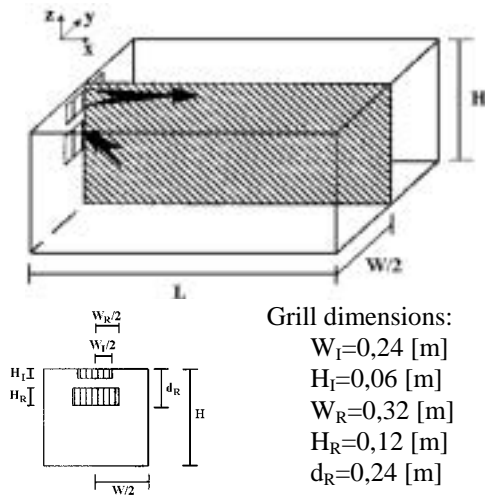 z
y
x
H
W/2
L
W_R/2
W_I/2
H_I
H_R
d_R
H
W/2
Grill dimensions:
W_I=0,24 [m]
H_I=0,06 [m]
W_R=0,32 [m]
H_R=0,12 [m]
d_R=0,24 [m]